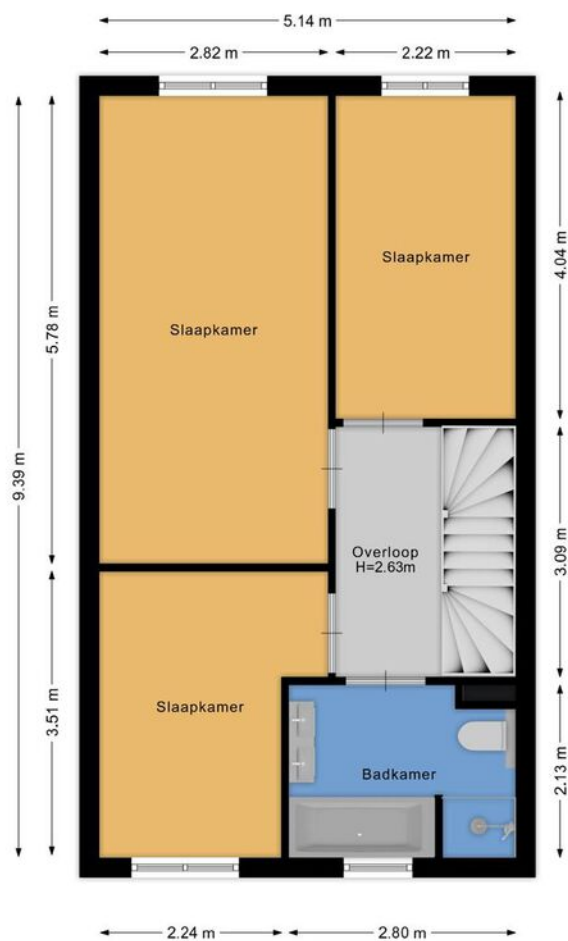 5.14 m
2.82 m
2.22 m
Slaapkamer
4.04 m
Slaapkamer
5.78 m
9.39 m
Overloop
H=2.63m
3.09 m
Slaapkamer
3.51 m
Badkamer
2.13 m
2.24 m
2.80 m